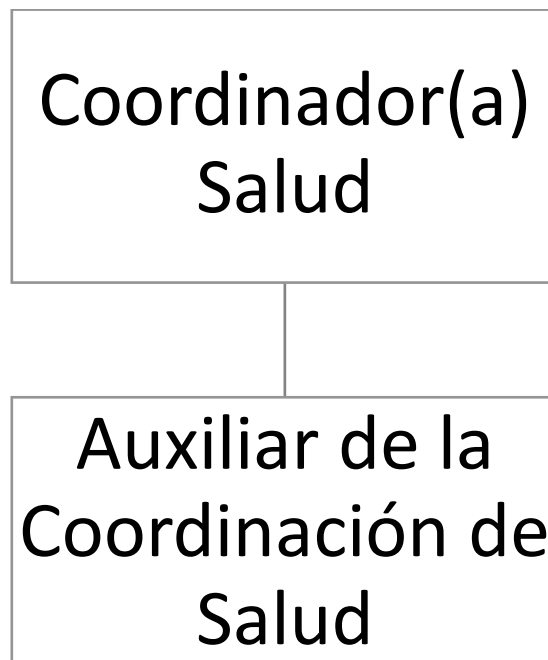 Coordinador(a)
Salud
Auxiliar de la
Coordinación de
Salud